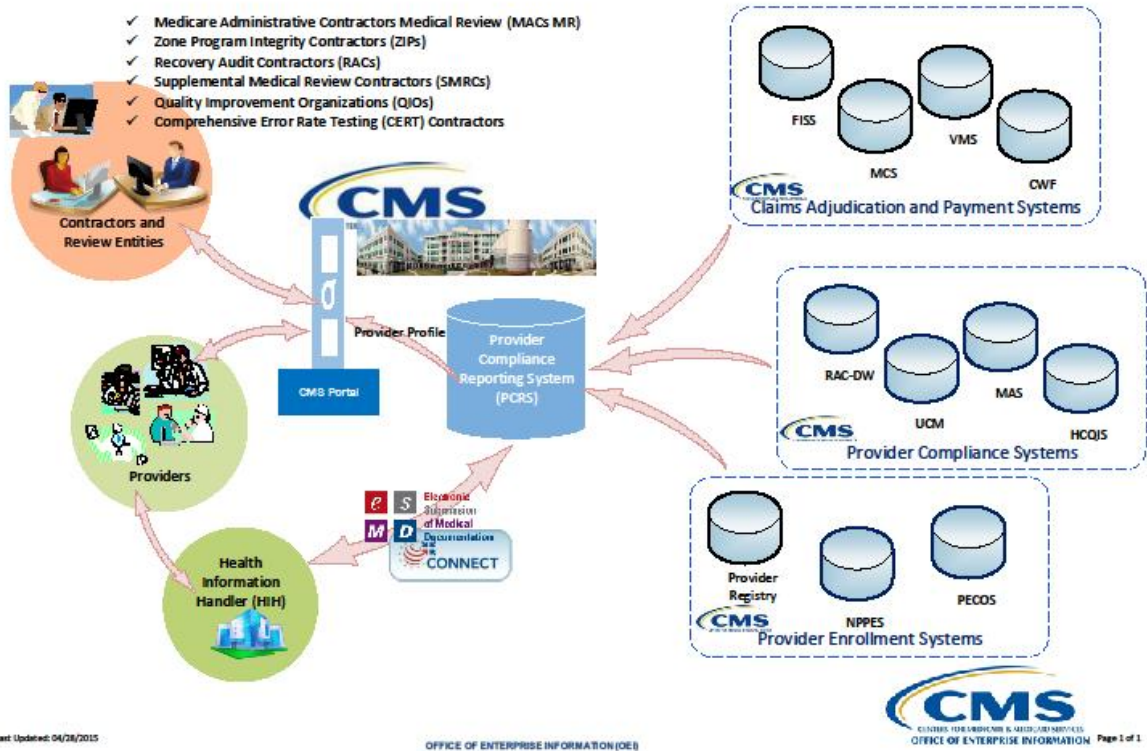 ✓ Medicare Administrative Contractors Medical Review (MACs MR)
✓ Zone Program Integrity Contractors (ZIPs)
✓ Recovery Audit Contractors (RACs)
✓ Supplemental Medical Review Contractors (SMRCs)
✓ Quality Improvement Organizations (QIOs)
✓ Comprehensive Error Rate Testing (CERT) Contractors
Contractors and
Review Entities
CMS
Provider Profile
CMS Portal
Provider
Compliance
Reporting System
(PCRS)
Providers
Health
Information
Handler (HIH)
e s M D
Electronic
Submission
of Medical
Documentation
CONNECT
FISS
MCS
VMS
CWF
CMS
Claims Adjudication and Payment Systems
RAC-DW
UCM
MAS
HCQIS
CMS
Provider Compliance Systems
Provider
Registry
NPPES
PECOS
CMS
Provider Enrollment Systems
CMS
CENTERS FOR MEDICARE & MEDICAID SERVICES
OFFICE OF ENTERPRISE INFORMATION
Page 1 of 1
ast Updated: 04/28/2015
OFFICE OF ENTERPRISE INFORMATION (OEI)